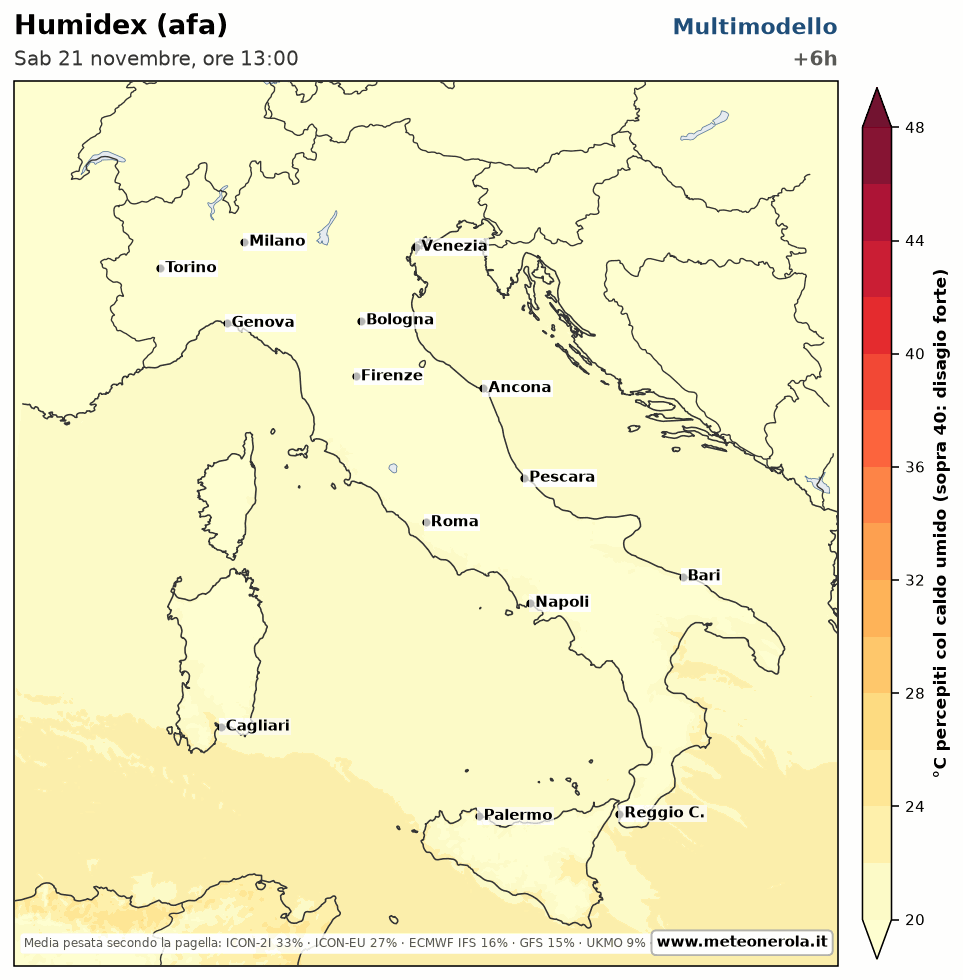 Humidex (afa)
Multimodello
Sab 21 novembre, ore 13:00
+6h
Milano
Venezia
Torino
Genova
Bologna
Firenze
Ancona
Pescara
Roma
Bari
Napoli
Cagliari
Palermo
Reggio C.
48
44
40
36
32
28
24
20
°C percepiti col caldo umido (sopra 40: disagio forte)
Media pesata secondo la pagella: ICON-2I 33% · ICON-EU 27% · ECMWF IFS 16% · GFS 15% · UKMO 9%
www.meteonerola.it